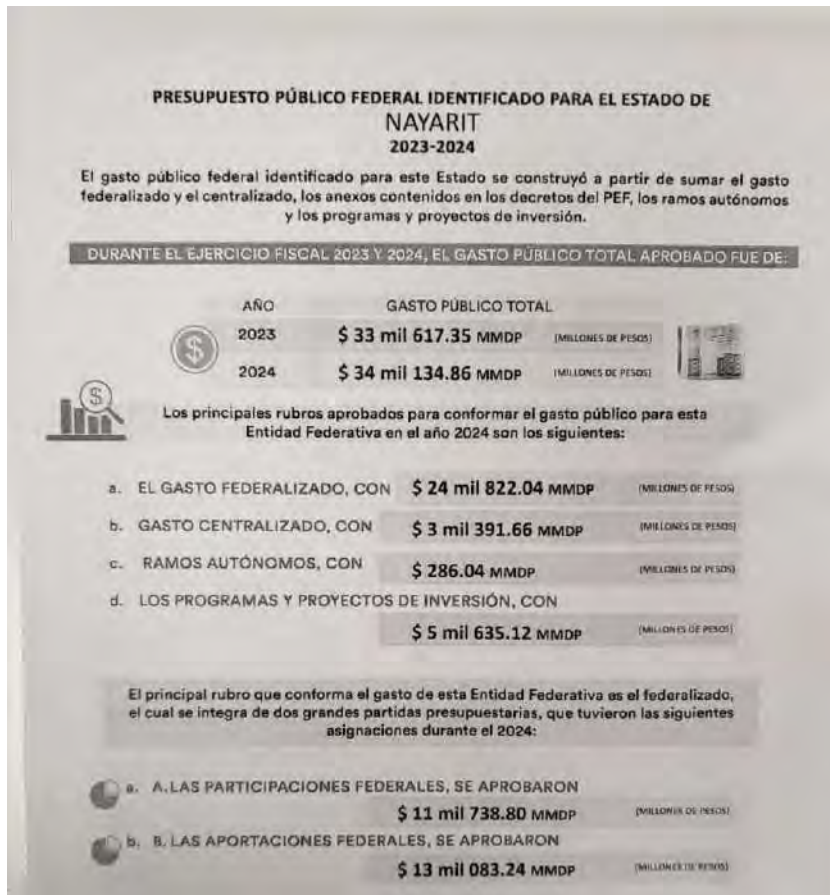 PRESUPUESTO PÚBLICO FEDERAL IDENTIFICADO PARA EL ESTADO DE
NAYARIT
2023-2024
El gasto público federal identificado para este Estado se construyó a partir de sumar el gasto
federalizado y el centralizado, los anexos contenidos en los decretos del PEF, los ramos autónomos
y los programas y proyectos de inversión.
DURANTE EL EJERCICIO FISCAL 2023 Y 2024, EL GASTO PÚBLICO TOTAL APROBADO FUE DE:
AÑO GASTO PÚBLICO TOTAL
2023 $ 33 mil 617.35 MMDP (MILLONES DE PESOS)
2024 $ 34 mil 134.86 MMDP (MILLONES DE PESOS)
Los principales rubros aprobados para conformar el gasto público para esta
Entidad Federativa en el año 2024 son los siguientes:
a. EL GASTO FEDERALIZADO, CON $ 24 mil 822.04 MMDP (MILLONES DE PESOS)
b. GASTO CENTRALIZADO, CON $ 3 mil 391.66 MMDP (MILLONES DE PESOS)
c. RAMOS AUTÓNOMOS, CON $ 286.04 MMDP (MILLONES DE PESOS)
d. LOS PROGRAMAS Y PROYECTOS DE INVERSIÓN, CON
$ 5 mil 635.12 MMDP (MILLONES DE PESOS)
El principal rubro que conforma el gasto de esta Entidad Federativa es el federalizado,
el cual se integra de dos grandes partidas presupuestarias, que tuvieron las siguientes
asignaciones durante el 2024:
a. A.LAS PARTICIPACIONES FEDERALES, SE APROBARON
$ 11 mil 738.80 MMDP (MILLONES DE PESOS)
b. B. LAS APORTACIONES FEDERALES, SE APROBARON
$ 13 mil 083.24 MMDP (MILLONES DE PESOS)